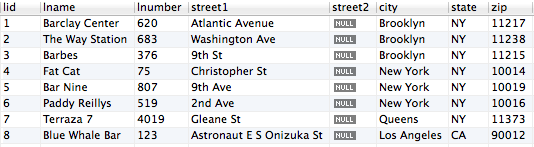 lid lname lnumber street1 street2 city state zip
1 Barclay Center 620 Atlantic Avenue NULL Brooklyn NY 11217
2 The Way Station 683 Washington Ave NULL Brooklyn NY 11238
3 Barbes 376 9th St NULL Brooklyn NY 11215
4 Fat Cat 75 Christopher St NULL New York NY 10014
5 Bar Nine 807 9th Ave NULL New York NY 10019
6 Paddy Reillys 519 2nd Ave NULL New York NY 10016
7 Terraza 7 4019 Gleane St NULL Queens NY 11373
8 Blue Whale Bar 123 Astronaut E S Onizuka St NULL Los Angeles CA 90012